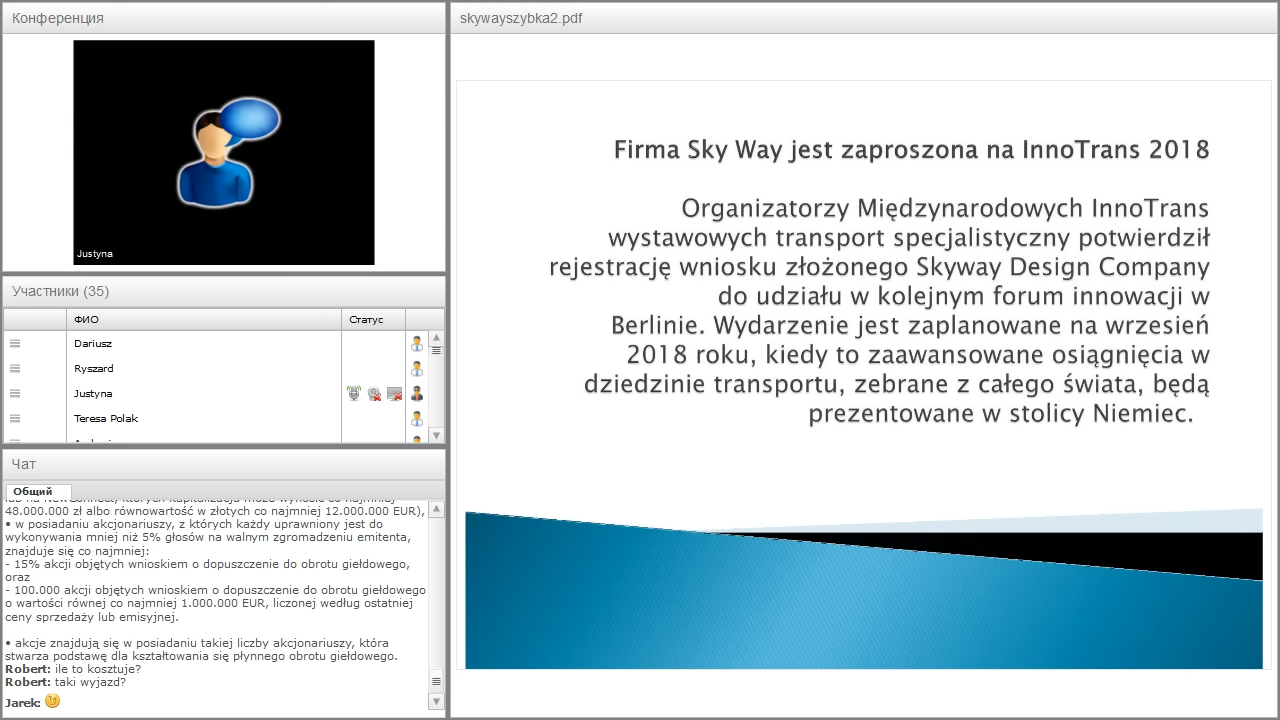 Конференция
Justyna
Участники (35)
ФИО
Статус
Dariusz
Ryszard
Justyna
Teresa Polak
Чат
Общий
48.000.000 zł albo równowartość w złotych co najmniej 12.000.000 EUR),
• w posiadaniu akcjonariuszy, z których każdy uprawniony jest do
wykonywania mniej niż 5% głosów na walnym zgromadzeniu emitenta,
znajduje się co najmniej:
- 15% akcji objętych wnioskiem o dopuszczenie do obrotu giełdowego,
oraz
- 100.000 akcji objętych wnioskiem o dopuszczenie do obrotu giełdowego
o wartości równej co najmniej 1.000.000 EUR, liczonej według ostatniej
ceny sprzedaży lub emisyjnej.
• akcje znajdują się w posiadaniu takiej liczby akcjonariuszy, która
stwarza podstawę dla kształtowania się płynnego obrotu giełdowego.
Robert: ile to kosztuje?
Robert: taki wyjazd?
Jarek:
skywayszybka2.pdf
Firma Sky Way jest zaproszona na InnoTrans 2018
Organizatorzy Międzynarodowych InnoTrans
wystawowych transport specjalistyczny potwierdził
rejestrację wniosku złożonego Skyway Design Company
do udziału w kolejnym forum innowacji w
Berlinie. Wydarzenie jest zaplanowane na wrzesień
2018 roku, kiedy to zaawansowane osiągnięcia w
dziedzinie transportu, zebrane z całego świata, będą
prezentowane w stolicy Niemiec.